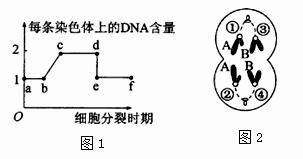 每条染色体上的DNA含量
2
1
O
a b c d e f
细胞分裂时期
图1
① ③
A B
A B
② ④
图2